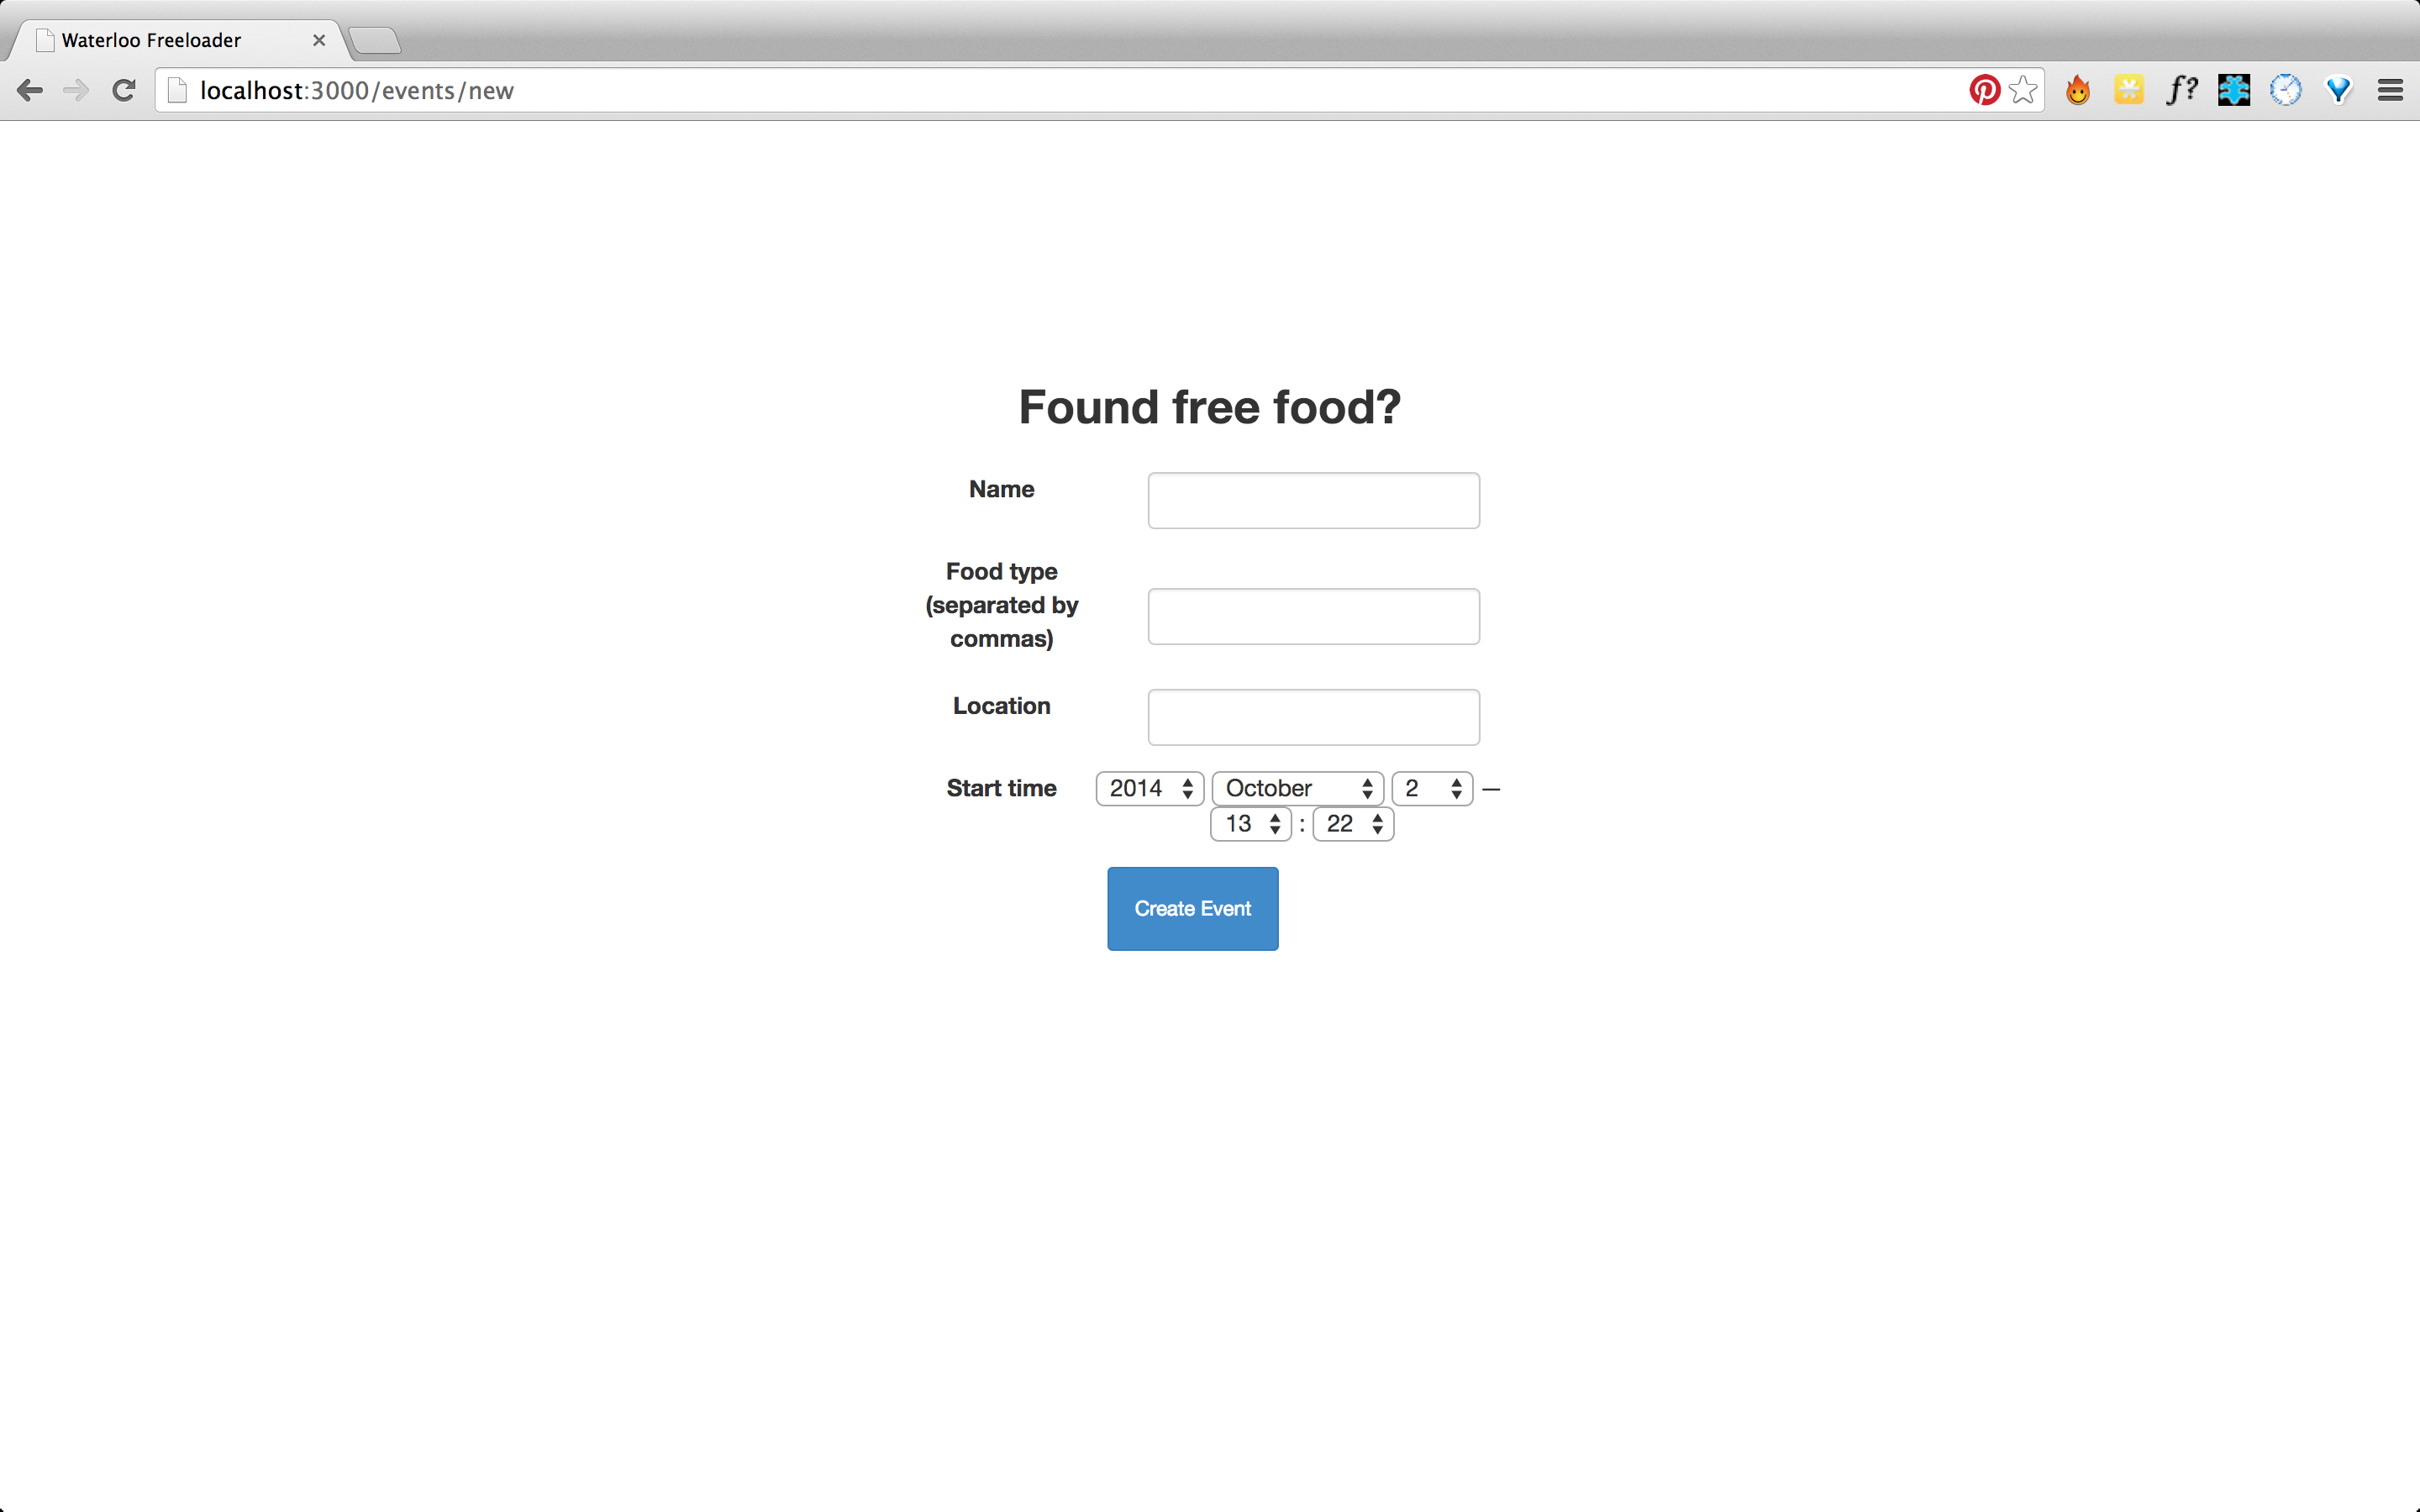 Waterloo Freeloader
localhost:3000/events/new
f?
Found free food?
Name
Food type
(separated by
commas)
Location
Start time 2014 October 2 —
13 : 22
Create Event